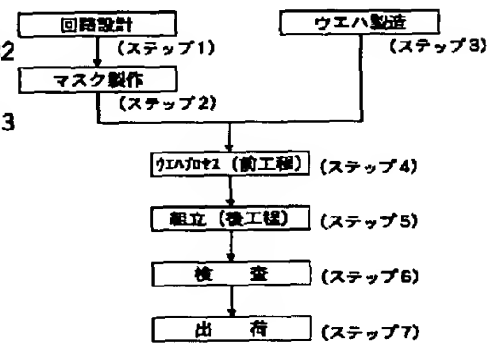 回路設計
ウエハ製造
2
(ステップ1)
(ステップ3)
マスク製作
3
(ステップ2)
ウエハプロセス (前工程)
(ステップ4)
組立 (後工程)
(ステップ5)
検 査
(ステップ6)
出 荷
(ステップ7)